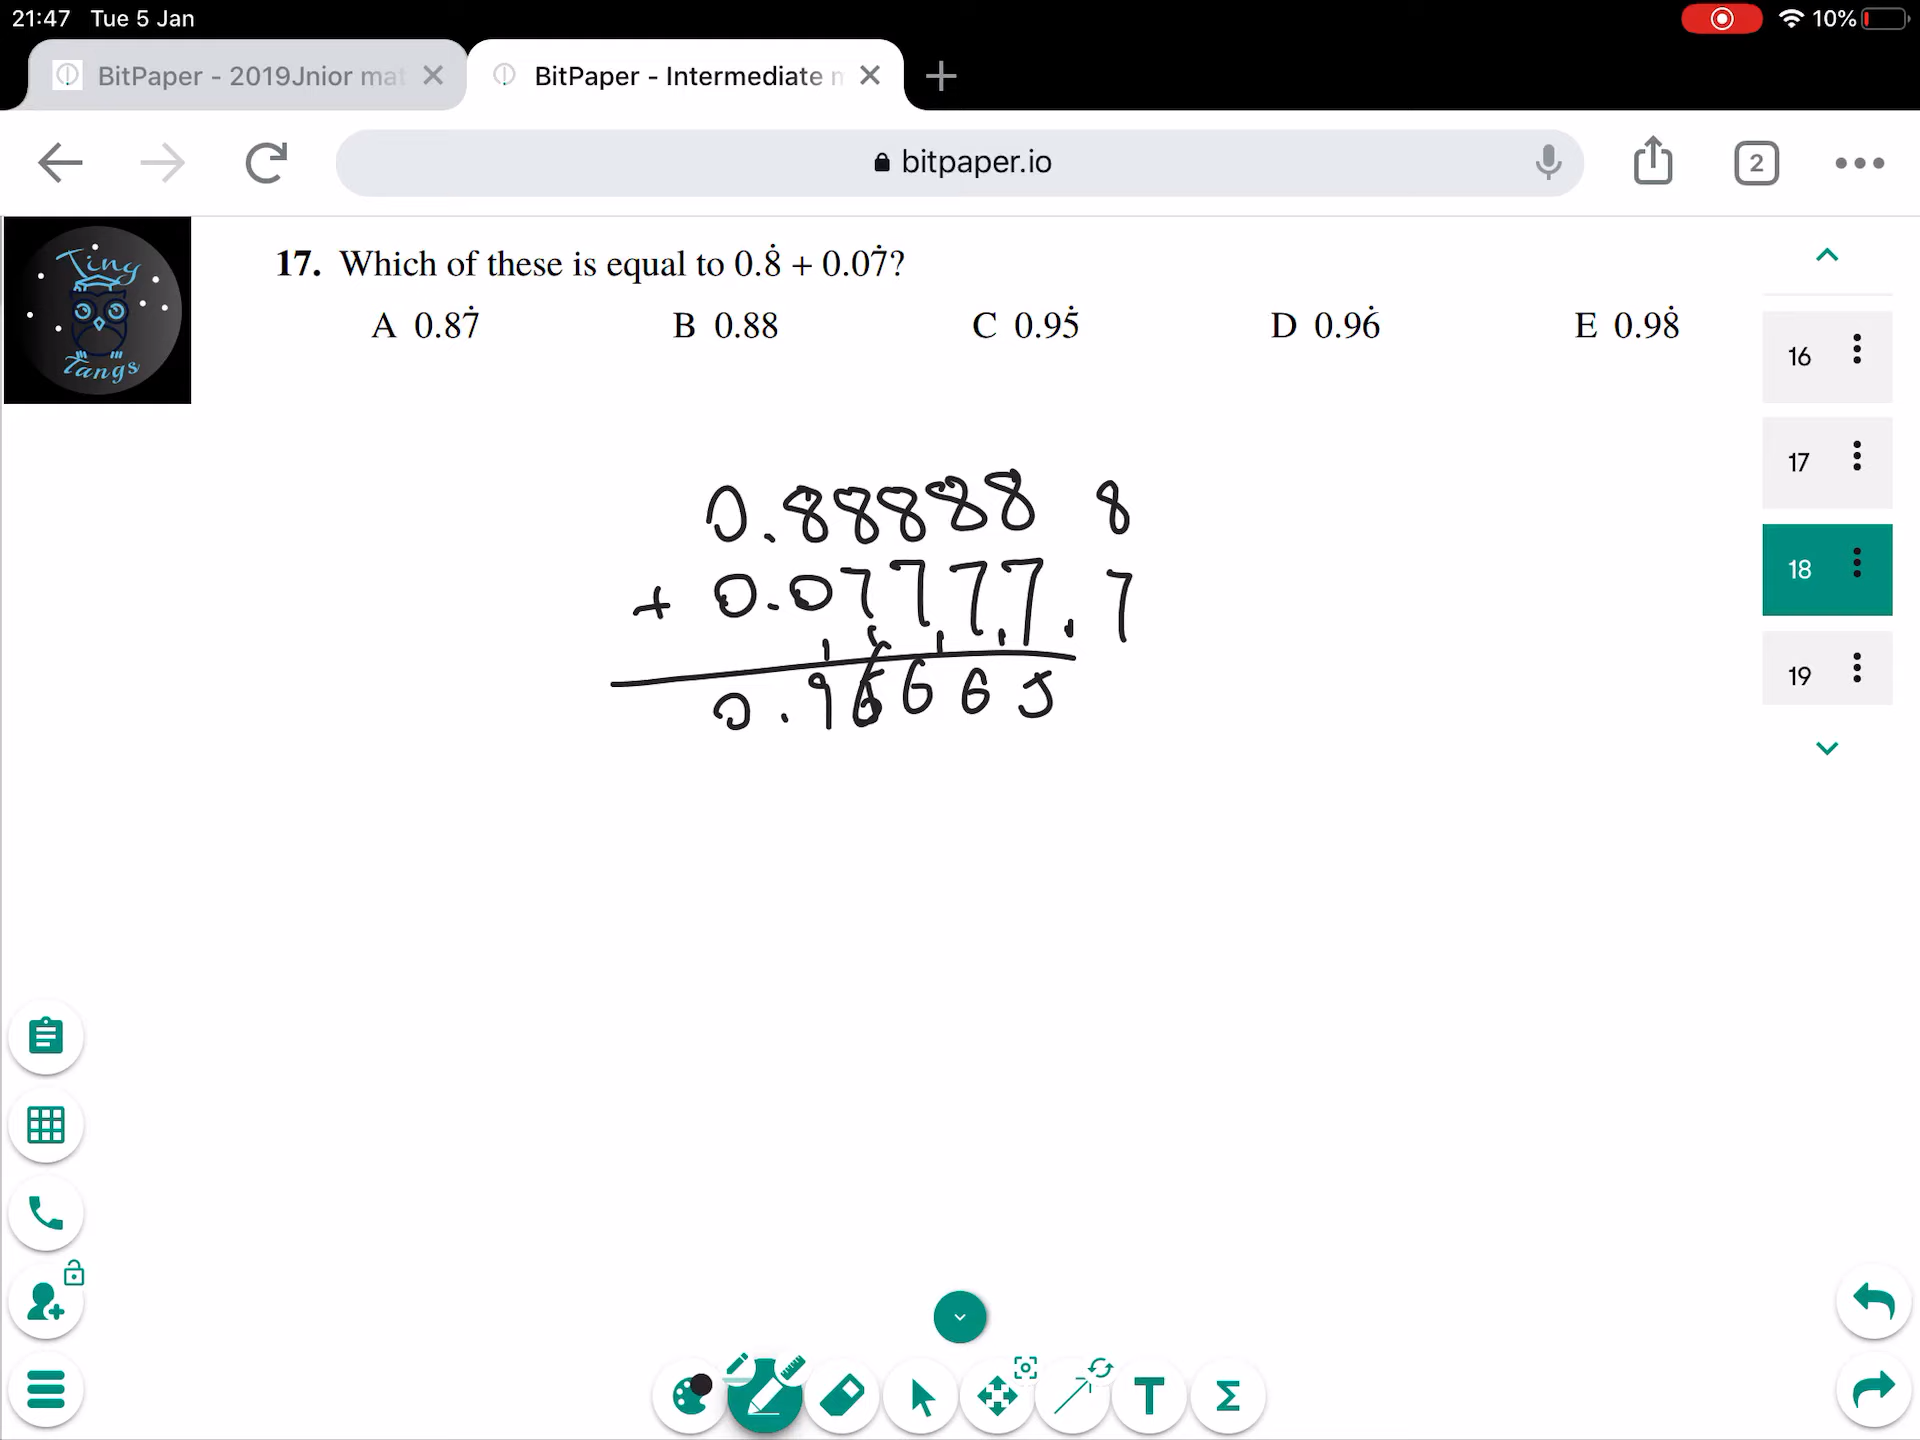 21:47 Tue 5 Jan
10%
BitPaper - 2019Jnior mat
BitPaper - Intermediate m
bitpaper.io
2
Tiny
Tangs
17. Which of these is equal to 0.8̇ + 0.07̇?
A 0.87̇ B 0.88 C 0.95̇ D 0.96̇ E 0.98̇
16
17
18
19
0.88888 8
+ 0.07777.7
0.96665
T
Σ